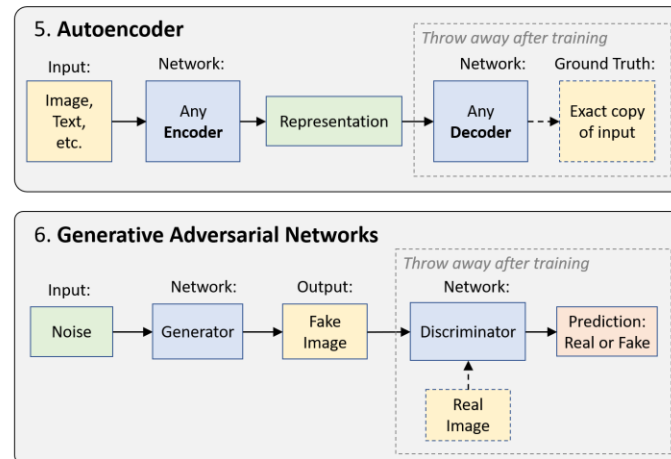 5. Autoencoder
Throw away after training
Input:
Network:
Network:
Ground Truth:
Image,
Text,
etc.
Any
Encoder
Representation
Any
Decoder
Exact copy
of input
6. Generative Adversarial Networks
Throw away after training
Input:
Network:
Output:
Network:
Noise
Generator
Fake
Image
Discriminator
Prediction:
Real or Fake
Real
Image